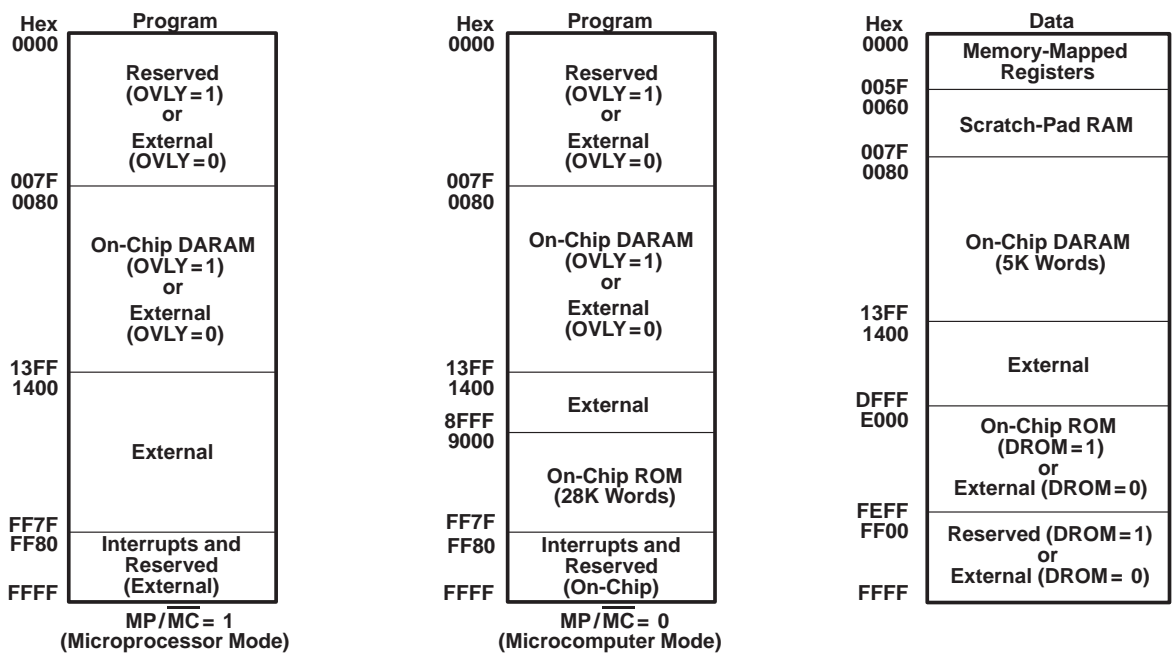 Hex
Program
0000
Reserved
(OVLY = 1)
or
External
(OVLY = 0)
007F
0080
On-Chip DARAM
(OVLY = 1)
or
External
(OVLY = 0)
13FF
1400
External
FF7F
FF80
Interrupts and
Reserved
(External)
FFFF
MP/MC = 1
(Microprocessor Mode)
Hex
Program
0000
Reserved
(OVLY = 1)
or
External
(OVLY = 0)
007F
0080
On-Chip DARAM
(OVLY = 1)
or
External
(OVLY = 0)
13FF
1400
External
8FFF
9000
On-Chip ROM
(28K Words)
FF7F
FF80
Interrupts and
Reserved
(On-Chip)
FFFF
MP/MC = 0
(Microcomputer Mode)
Hex
Data
0000
Memory-Mapped
Registers
005F
0060
Scratch-Pad RAM
007F
0080
On-Chip DARAM
(5K Words)
13FF
1400
External
DFFF
E000
On-Chip ROM
(DROM = 1)
or
External (DROM = 0)
FEFF
FF00
Reserved (DROM = 1)
or
External (DROM = 0)
FFFF